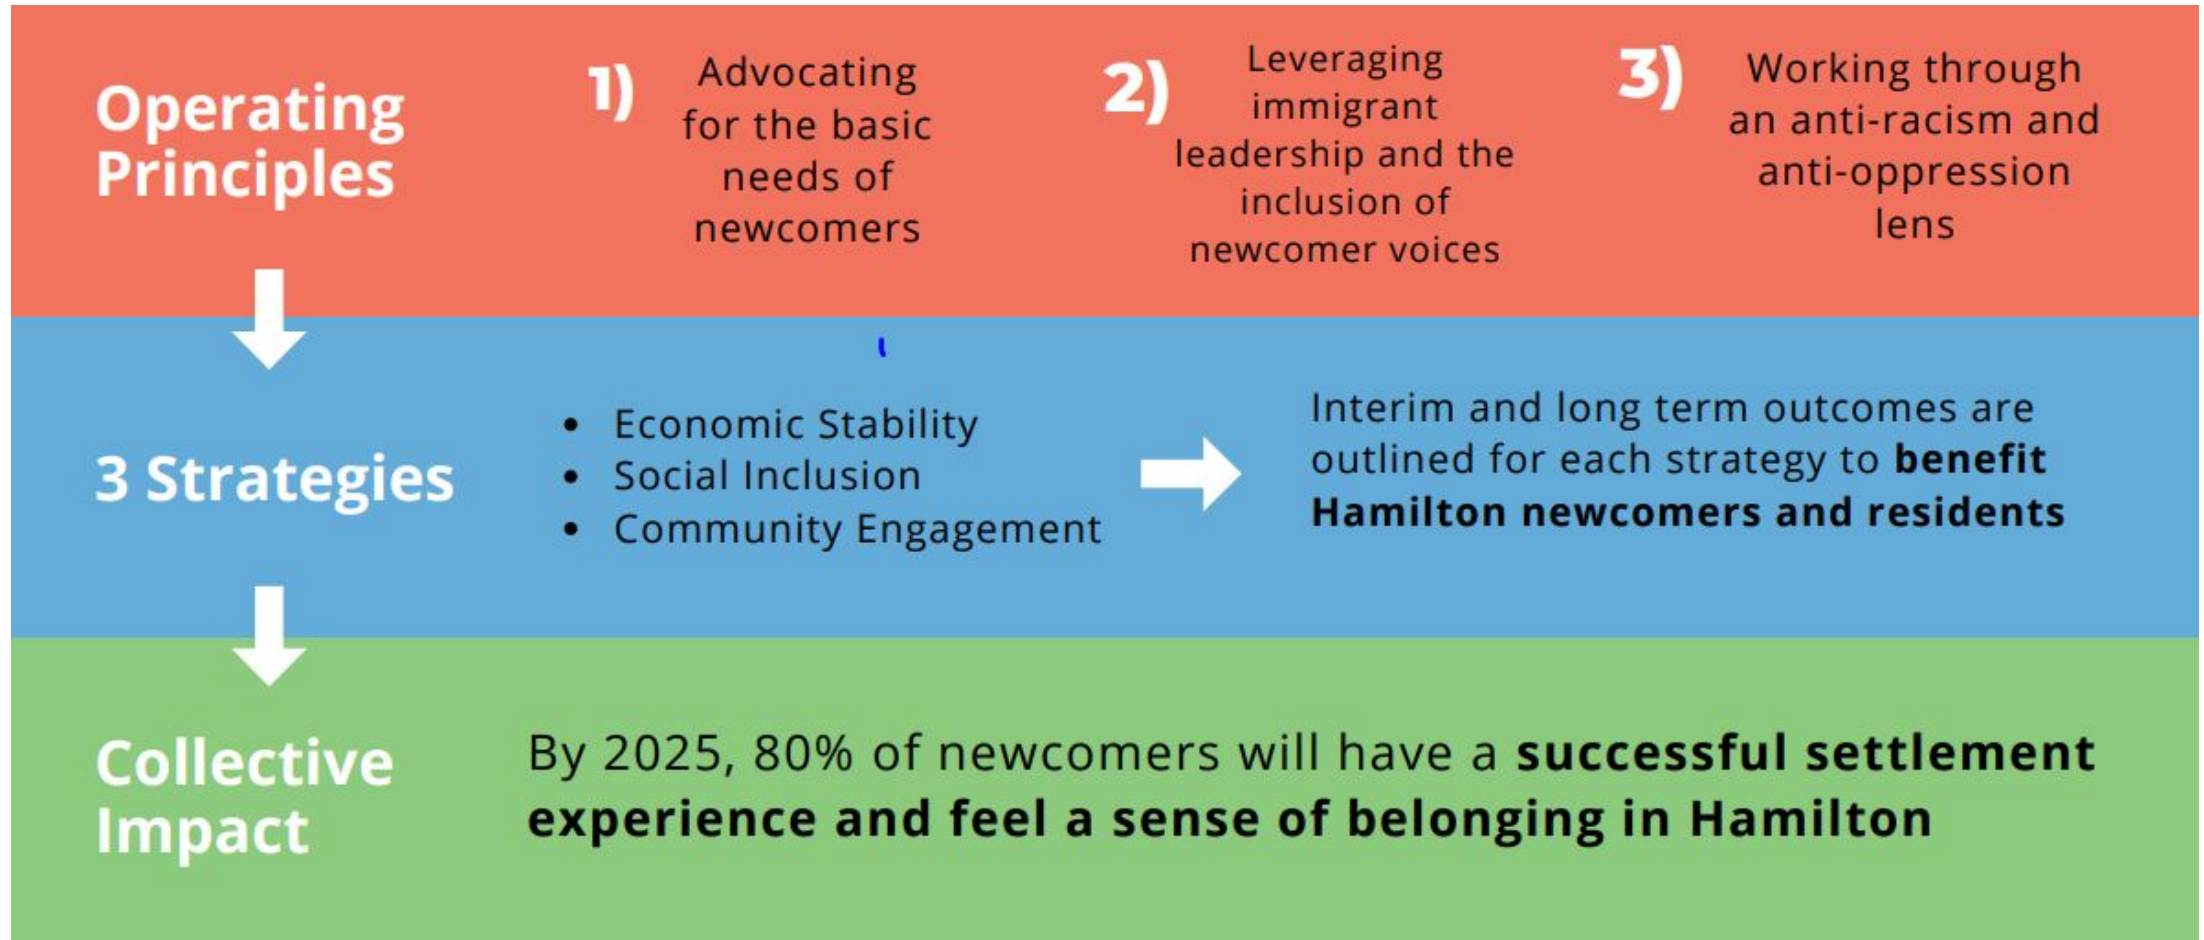 Operating
Principles
1)
Advocating
for the basic
needs of
newcomers
2)
Leveraging
immigrant
leadership and the
inclusion of
newcomer voices
3)
Working through
an anti-racism and
anti-oppression
lens
3 Strategies
• Economic Stability
• Social Inclusion
• Community Engagement
Interim and long term outcomes are
outlined for each strategy to benefit
Hamilton newcomers and residents
Collective
Impact
By 2025, 80% of newcomers will have a successful settlement
experience and feel a sense of belonging in Hamilton